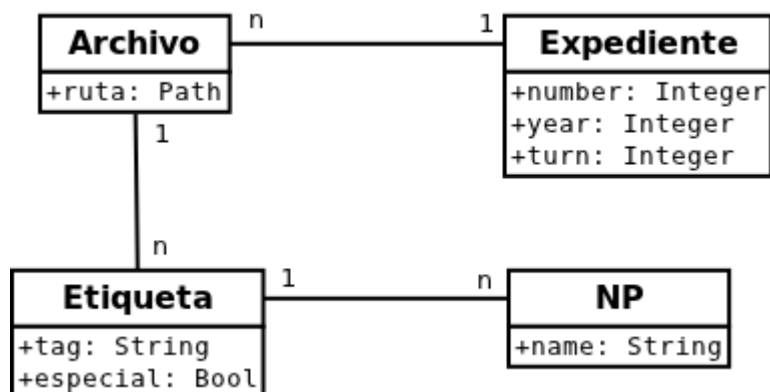 Archivo
+ruta: Path
n
1
Expediente
+number: Integer
+year: Integer
+turn: Integer
1
n
Etiqueta
+tag: String
+especial: Bool
1
n
NP
+name: String